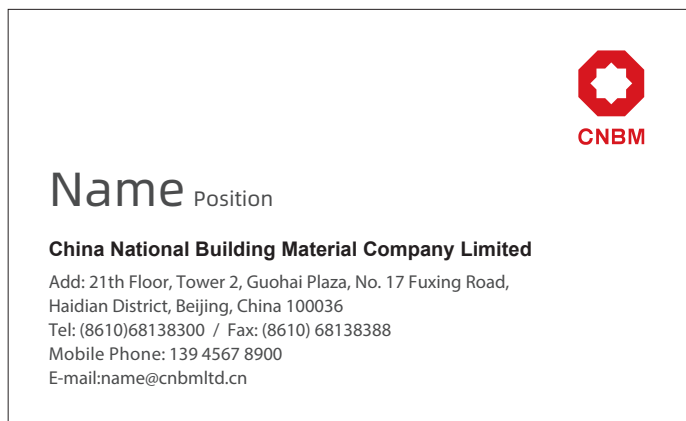 CNBM
Name Position
China National Building Material Company Limited
Add: 21th Floor, Tower 2, Guohai Plaza, No. 17 Fuxing Road,
Haidian District, Beijing, China 100036
Tel: (8610)68138300 / Fax: (8610) 68138388
Mobile Phone: 139 4567 8900
E-mail:name@cnbmltd.cn